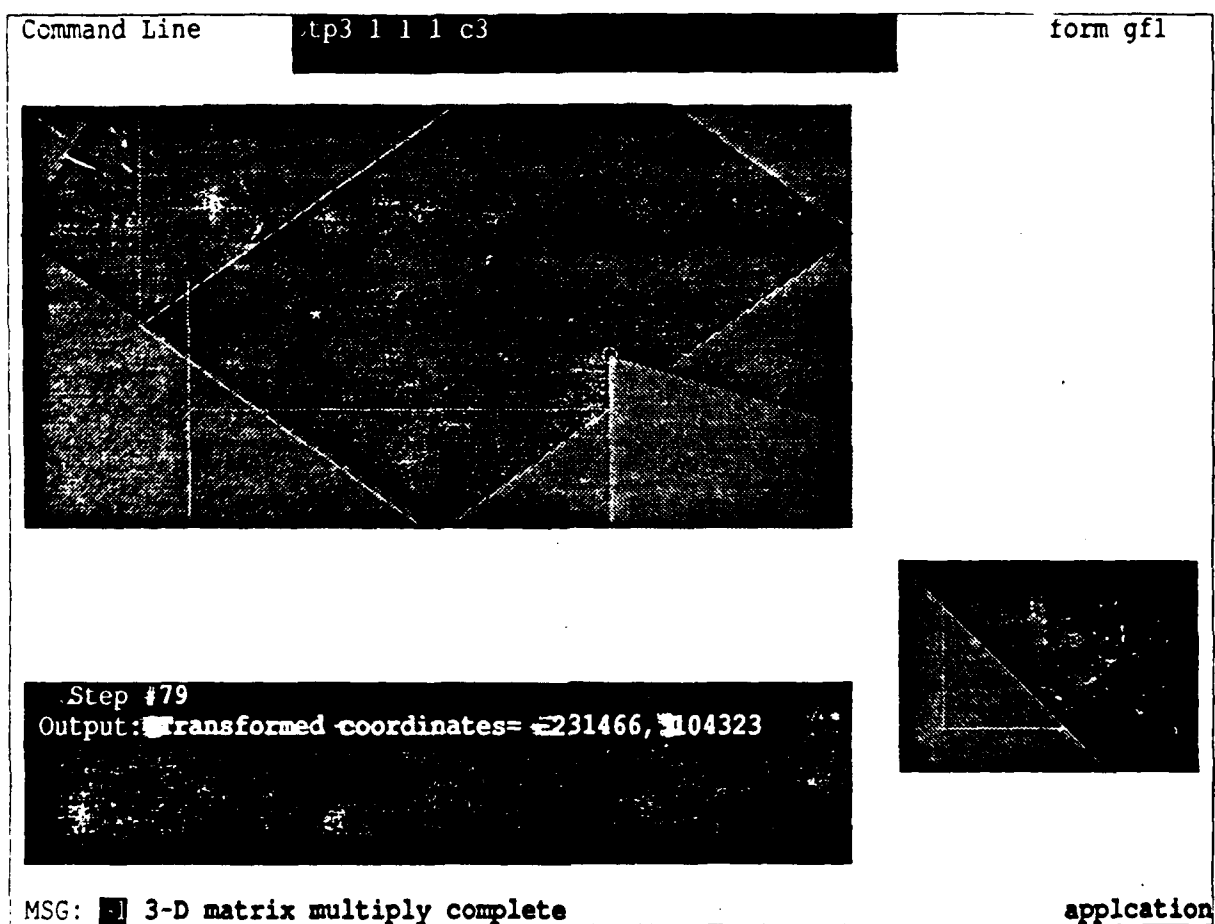 Command Line
tp3 1 1 1 c3
form gf1
Step #79
Output: Transformed coordinates= 231466, 104323
MSG: 3-D matrix multiply complete
applcation